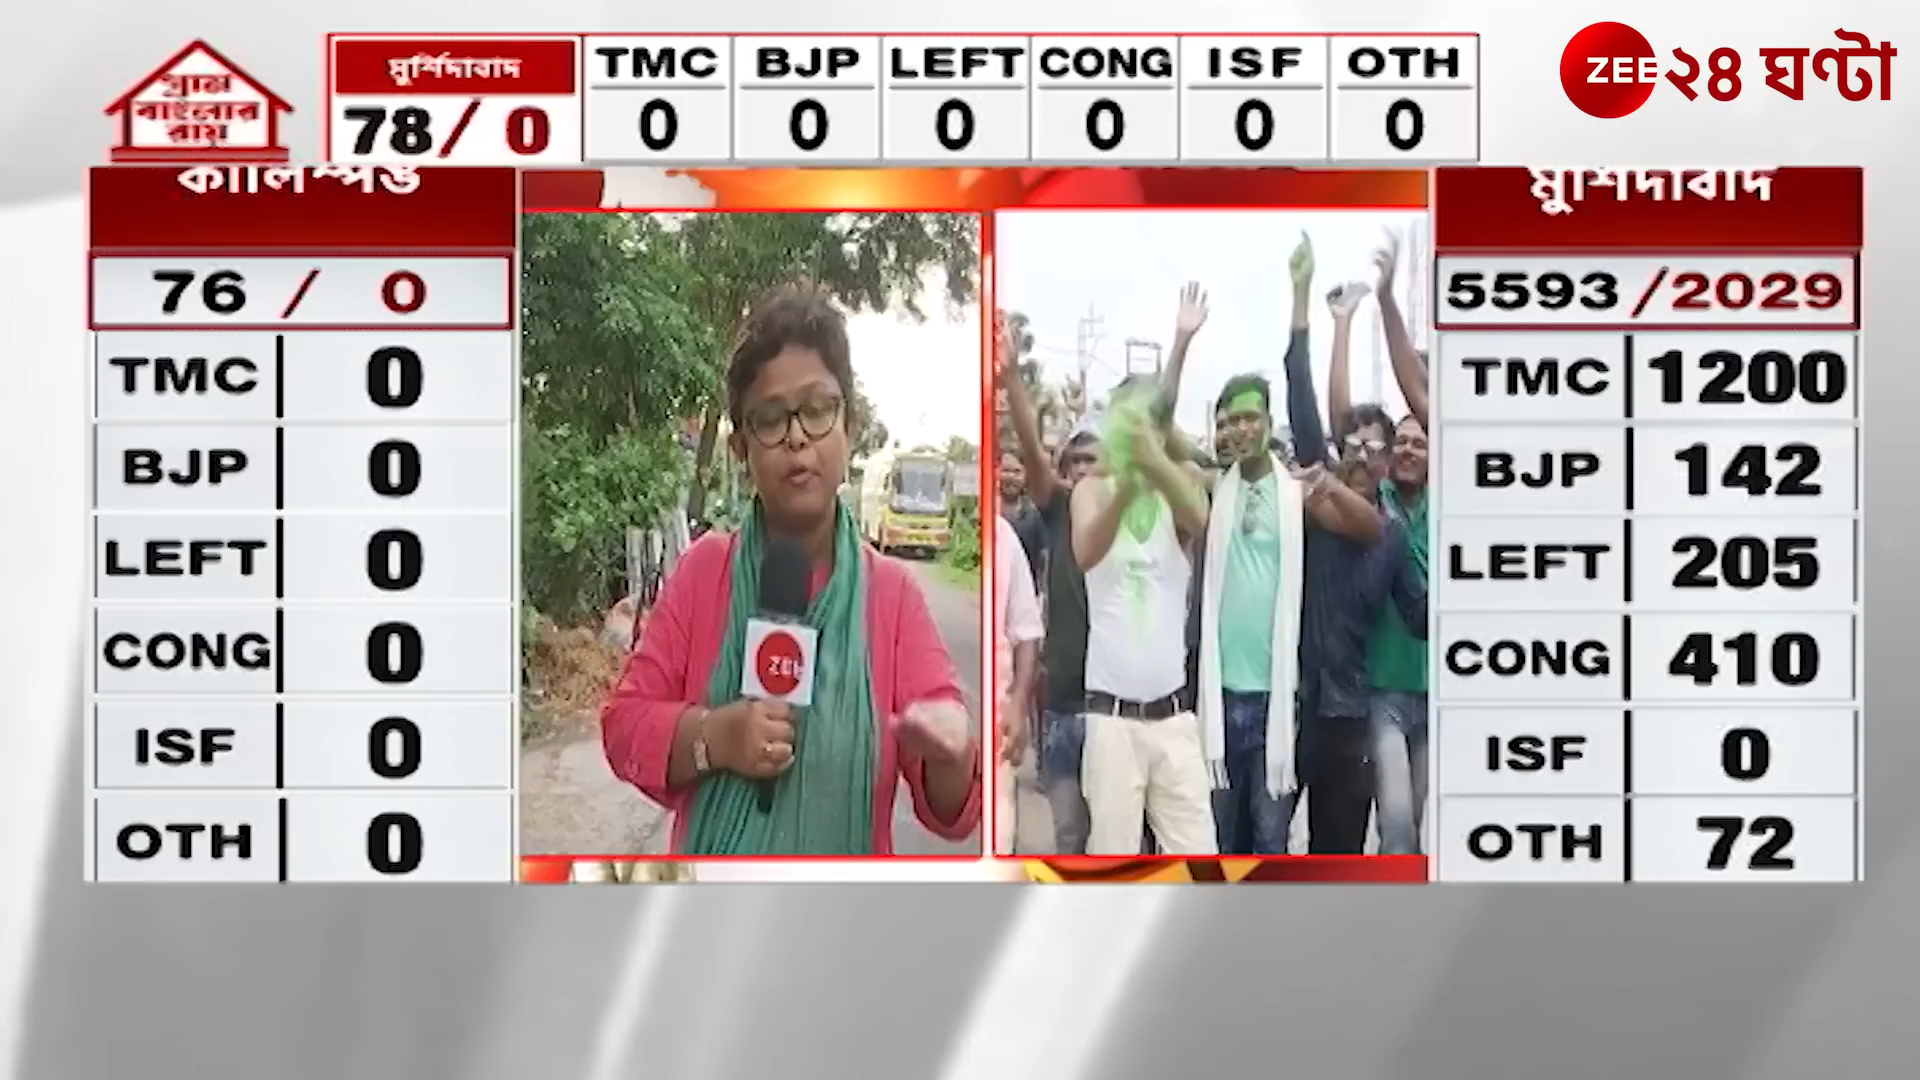 গ্রাম
বাংলার
রায়
মুর্শিদাবাদ
78/ 0
TMC BJP LEFT CONG ISF OTH
0 0 0 0 0 0
ZEE ২৪ ঘণ্টা
কালিম্পঙ
76 / 0
TMC 0
BJP 0
LEFT 0
CONG 0
ISF 0
OTH 0
ZEE
মুর্শিদাবাদ
5593 /2029
TMC 1200
BJP 142
LEFT 205
CONG 410
ISF 0
OTH 72